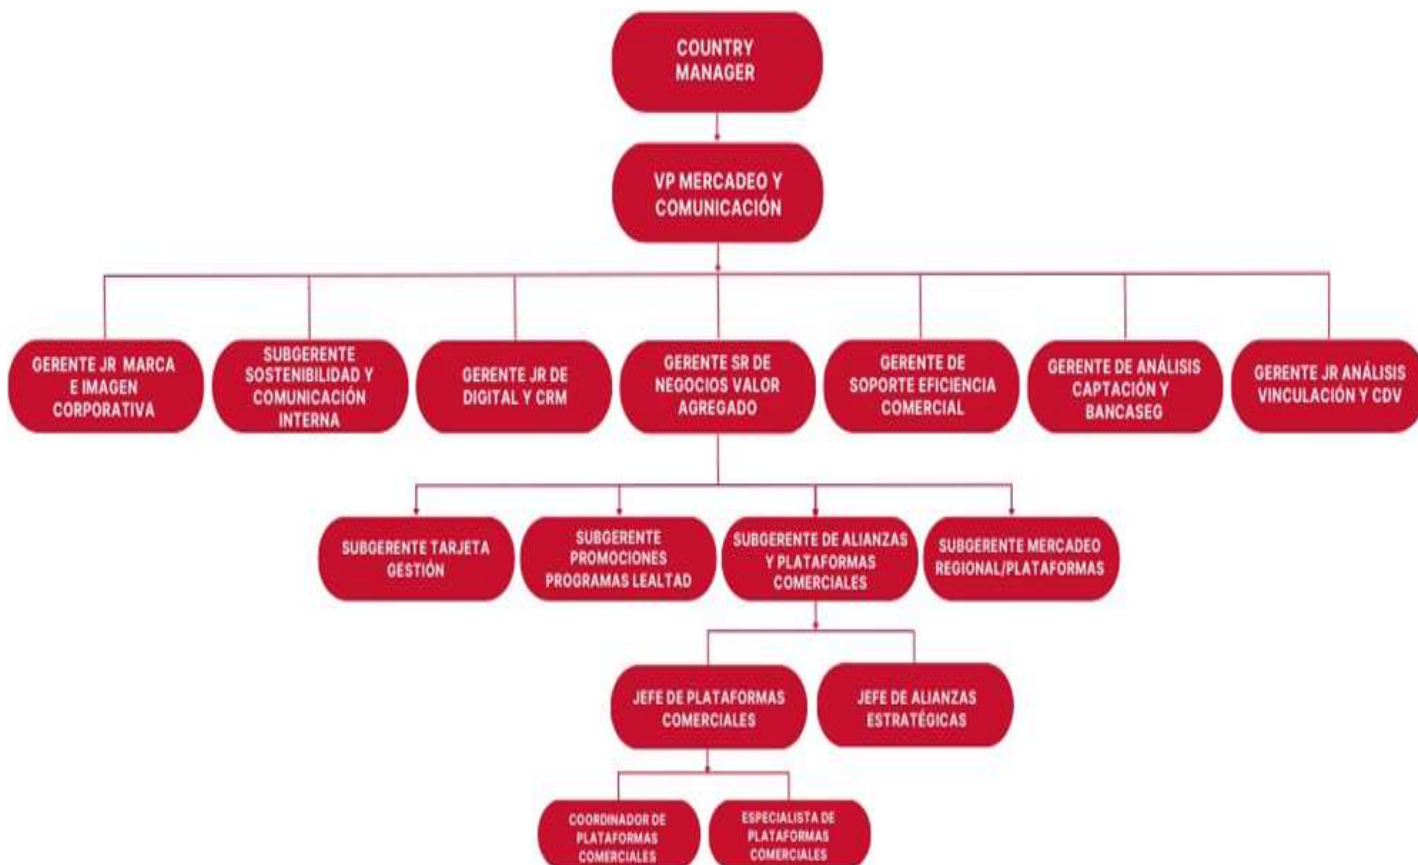 COUNTRY
MANAGER
VP MERCADEO Y
COMUNICACIÓN
GERENTE JR MARCA
E IMAGEN
CORPORATIVA
SUBGERENTE
SOSTENIBILIDAD Y
COMUNICACIÓN
INTERNA
GERENTE JR DE
DIGITAL Y CRM
GERENTE SR DE
NEGOCIOS VALOR
AGREGADO
GERENTE DE
SOPORTE EFICIENCIA
COMERCIAL
GERENTE DE ANÁLISIS
CAPTACIÓN Y
BANCASEG
GERENTE JR ANÁLISIS
VINCULACIÓN Y CDV
SUBGERENTE TARJETA
GESTIÓN
SUBGERENTE
PROMOCIONES
PROGRAMAS LEALTAD
SUBGERENTE DE ALIANZAS
Y PLATAFORMAS
COMERCIALES
SUBGERENTE MERCADEO
REGIONAL/PLATAFORMAS
JEFE DE PLATAFORMAS
COMERCIALES
JEFE DE ALIANZAS
ESTRATÉGICAS
COORDINADOR DE
PLATAFORMAS
COMERCIALES
ESPECIALISTA DE
PLATAFORMAS
COMERCIALES